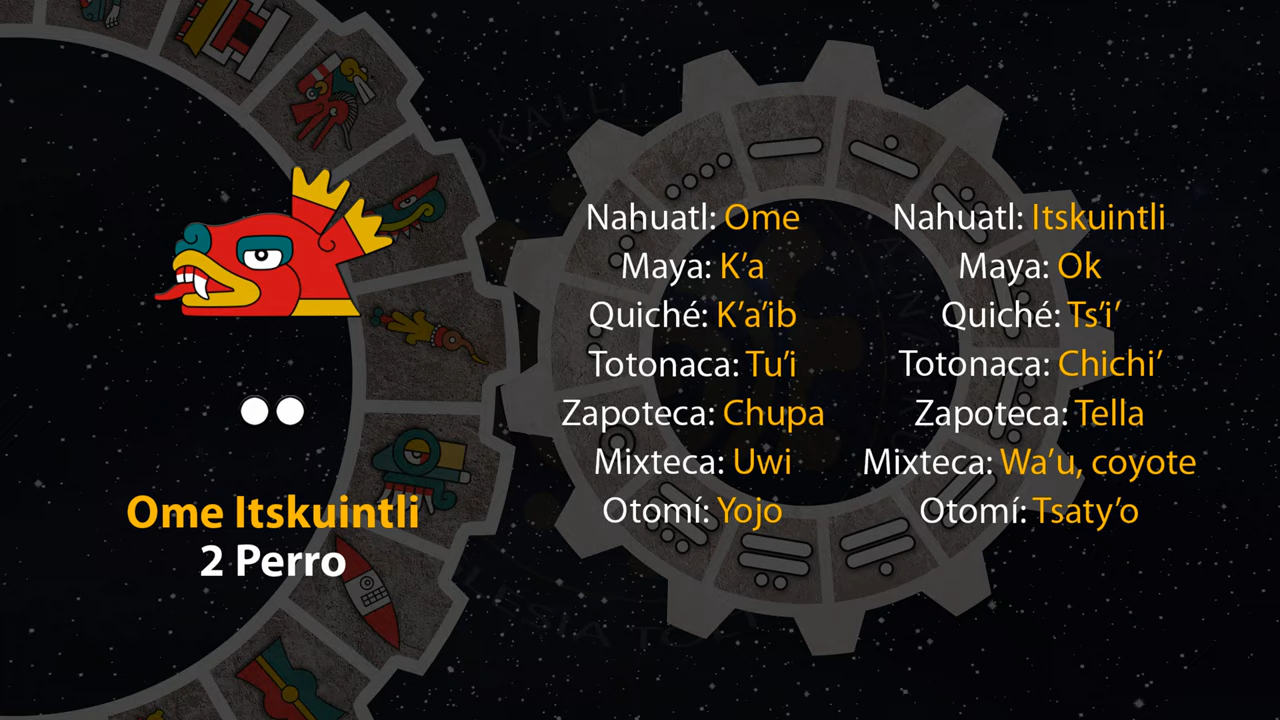 Ome Itskuintli
2 Perro
Nahuatl: Ome
Maya: K’a
Quiché: K’a’ib
Totonaca: Tu’i
Zapoteca: Chupa
Mixteca: Uwi
Otomí: Yojo
Nahuatl: Itskuintli
Maya: Ok
Quiché: Ts’i’
Totonaca: Chichi’
Zapoteca: Tella
Mixteca: Wa’u, coyote
Otomí: Tsaty’o